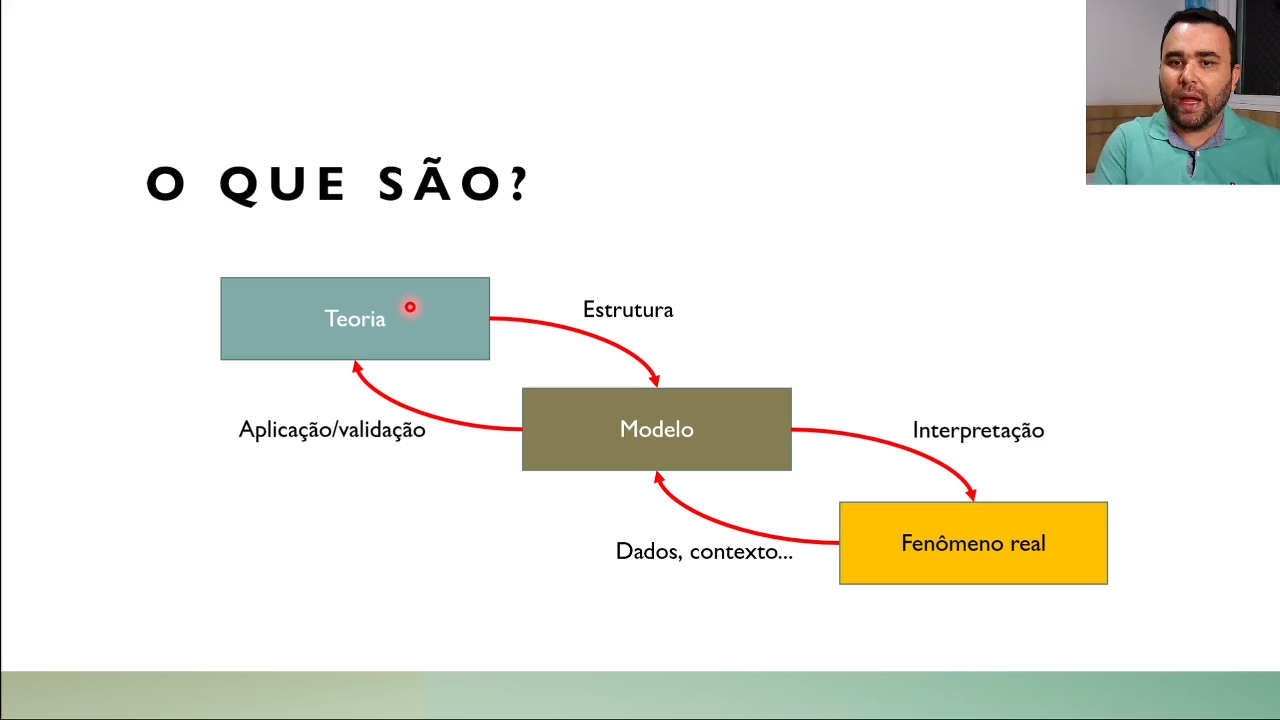 O QUE SÃO?
Teoria
Estrutura
Aplicação/validação
Modelo
Interpretação
Dados, contexto...
Fenômeno real